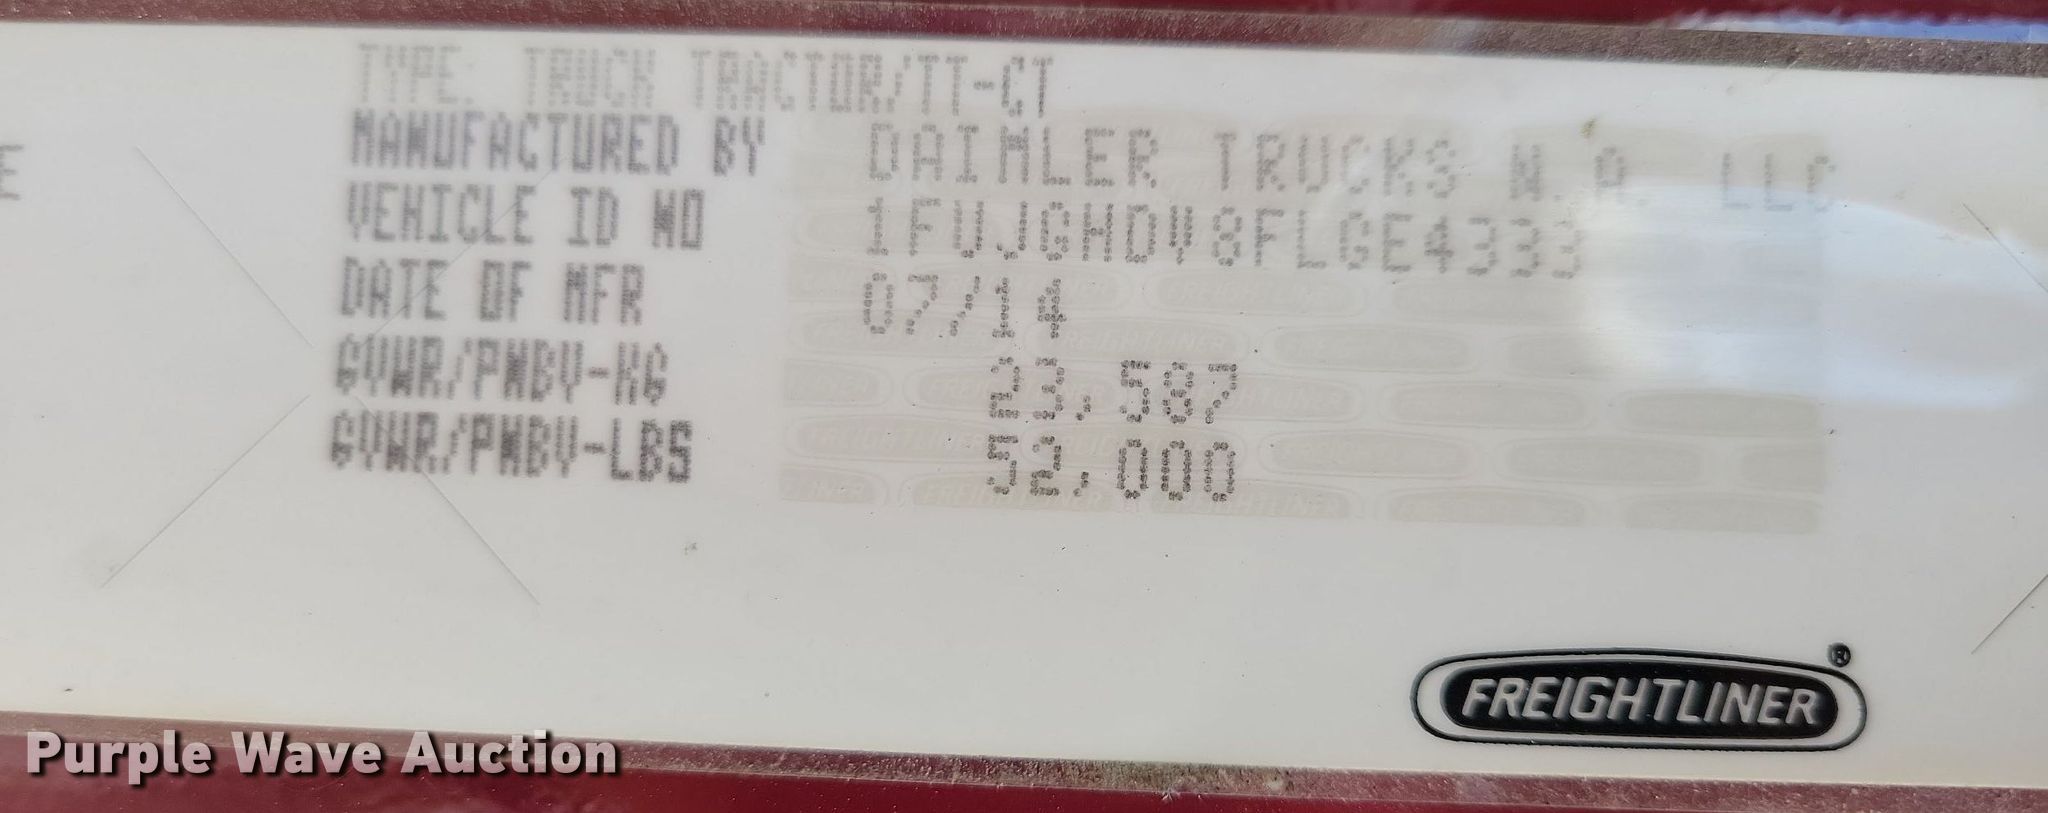 TYPE. TRUCK TRACTOR/TT-CT
MANUFACTURED BY DAIMLER TRUCKS N.A. LLC
VEHICLE ID NO
DATE OF MFR 07/14
GVWR/PNBV-KG 23,587
GVWR/PNBV-LBS 52,000
FREIGHTLINER®
Purple Wave Auction